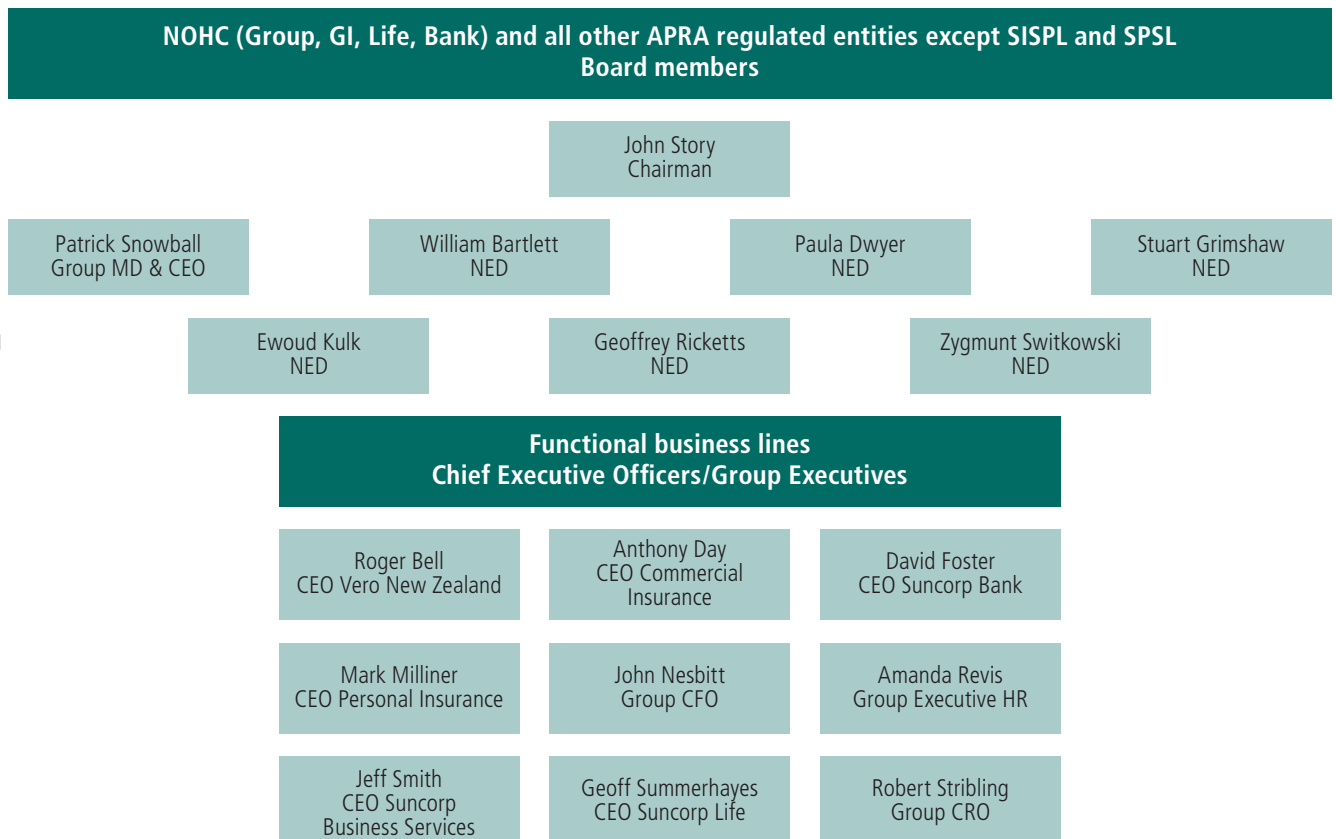 NOHC (Group, GI, Life, Bank) and all other APRA regulated entities except SISPL and SPSL
Board members
John Story
Chairman
Patrick Snowball
Group MD & CEO
William Bartlett
NED
Paula Dwyer
NED
Stuart Grimshaw
NED
Ewoud Kulk
NED
Geoffrey Ricketts
NED
Zygmunt Switkowski
NED
Functional business lines
Chief Executive Officers/Group Executives
Roger Bell
CEO Vero New Zealand
Anthony Day
CEO Commercial
Insurance
David Foster
CEO Suncorp Bank
Mark Milliner
CEO Personal Insurance
John Nesbitt
Group CFO
Amanda Revis
Group Executive HR
Jeff Smith
CEO Suncorp
Business Services
Geoff Summerhayes
CEO Suncorp Life
Robert Stribling
Group CRO